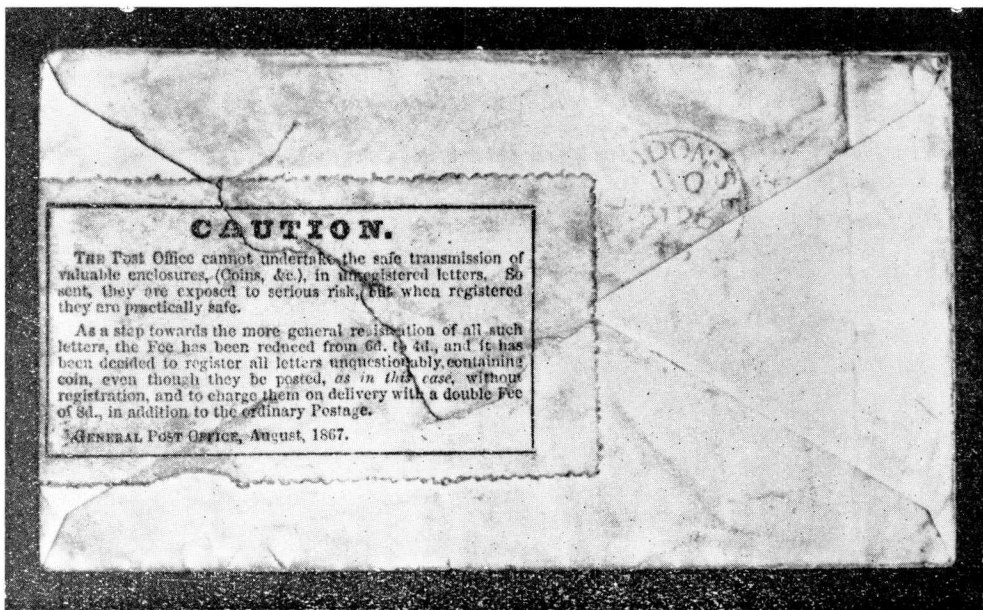 CAUTION.
THE Post Office cannot undertake the safe transmission of
valuable enclosures, (Coins, &c.), in unregistered letters. So
sent, they are exposed to serious risk, but when registered
they are practically safe.
As a step towards the more general registration of all such
letters, the Fee has been reduced from 6d. to 4d., and it has
been decided to register all letters unquestionably containing
coin, even though they be posted, as in this case, without
registration, and to charge them on delivery with a double Fee
of 8d., in addition to the ordinary Postage.
GENERAL POST OFFICE, August, 1867.